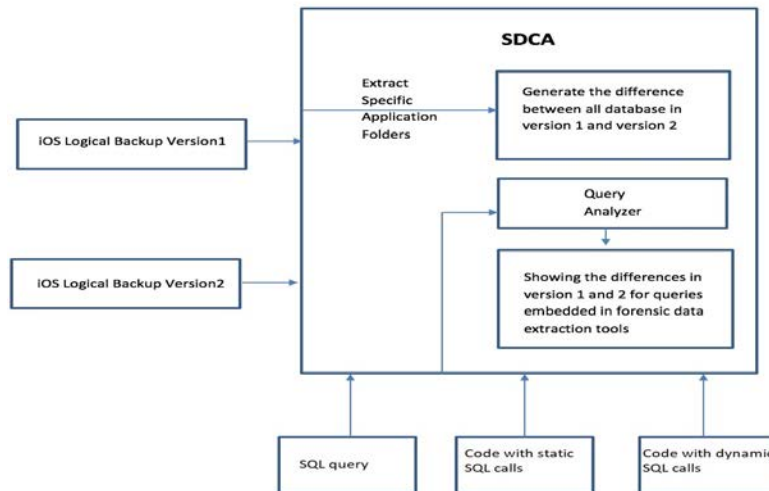 SDCA
Extract
Specific
Application
Folders
Generate the difference
between all database in
version 1 and version 2
iOS Logical Backup Version1
Query
Analyzer
iOS Logical Backup Version2
Showing the differences in
version 1 and 2 for queries
embedded in forensic data
extraction tools
SQL query
Code with static
SQL calls
Code with dynamic
SQL calls